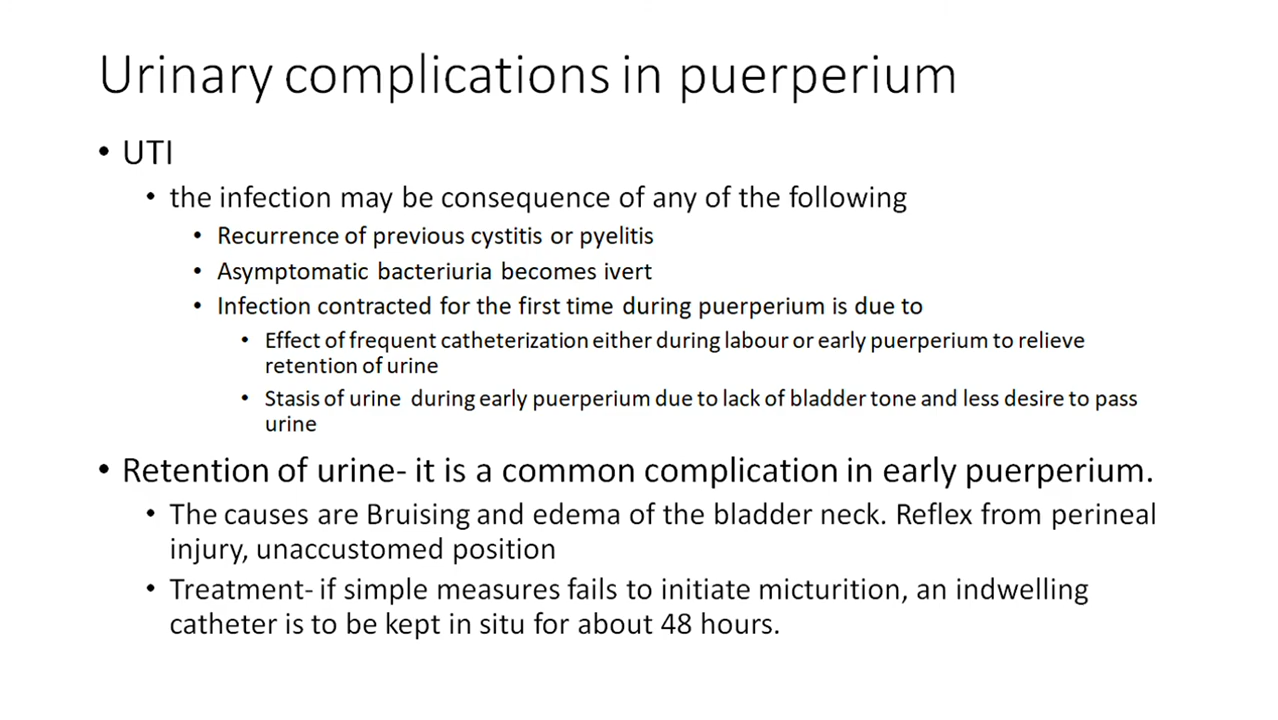 Urinary complications in puerperium
• UTI
• the infection may be consequence of any of the following
• Recurrence of previous cystitis or pyelitis
• Asymptomatic bacteriuria becomes ivert
• Infection contracted for the first time during puerperium is due to
• Effect of frequent catheterization either during labour or early puerperium to relieve
retention of urine
• Stasis of urine during early puerperium due to lack of bladder tone and less desire to pass
urine
• Retention of urine- it is a common complication in early puerperium.
• The causes are Bruising and edema of the bladder neck. Reflex from perineal
injury, unaccustomed position
• Treatment- if simple measures fails to initiate micturition, an indwelling
catheter is to be kept in situ for about 48 hours.